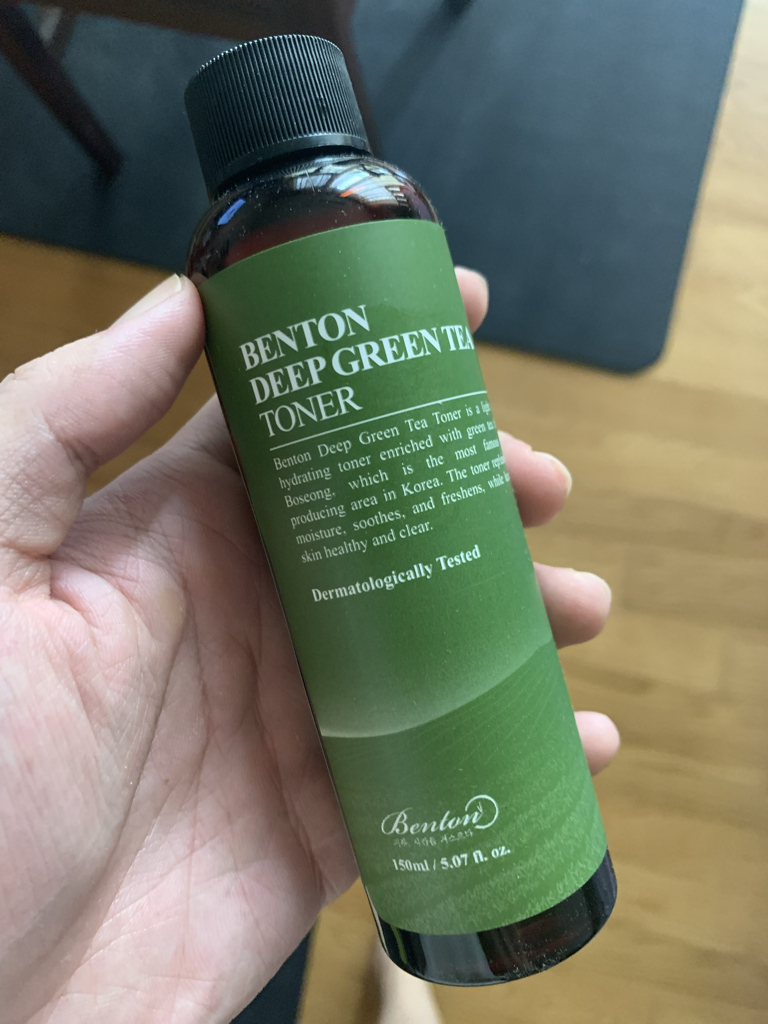 BENTON
DEEP GREEN TEA
TONER
Benton Deep Green Tea Toner is a
hydrating toner enriched with green
Boseong, which is the most
producing area in Korea. The toner
moisture, soothes, and freshens, while
skin healthy and clear.
Dermatologically Tested
Benton
150ml / 5.07 fl. oz.